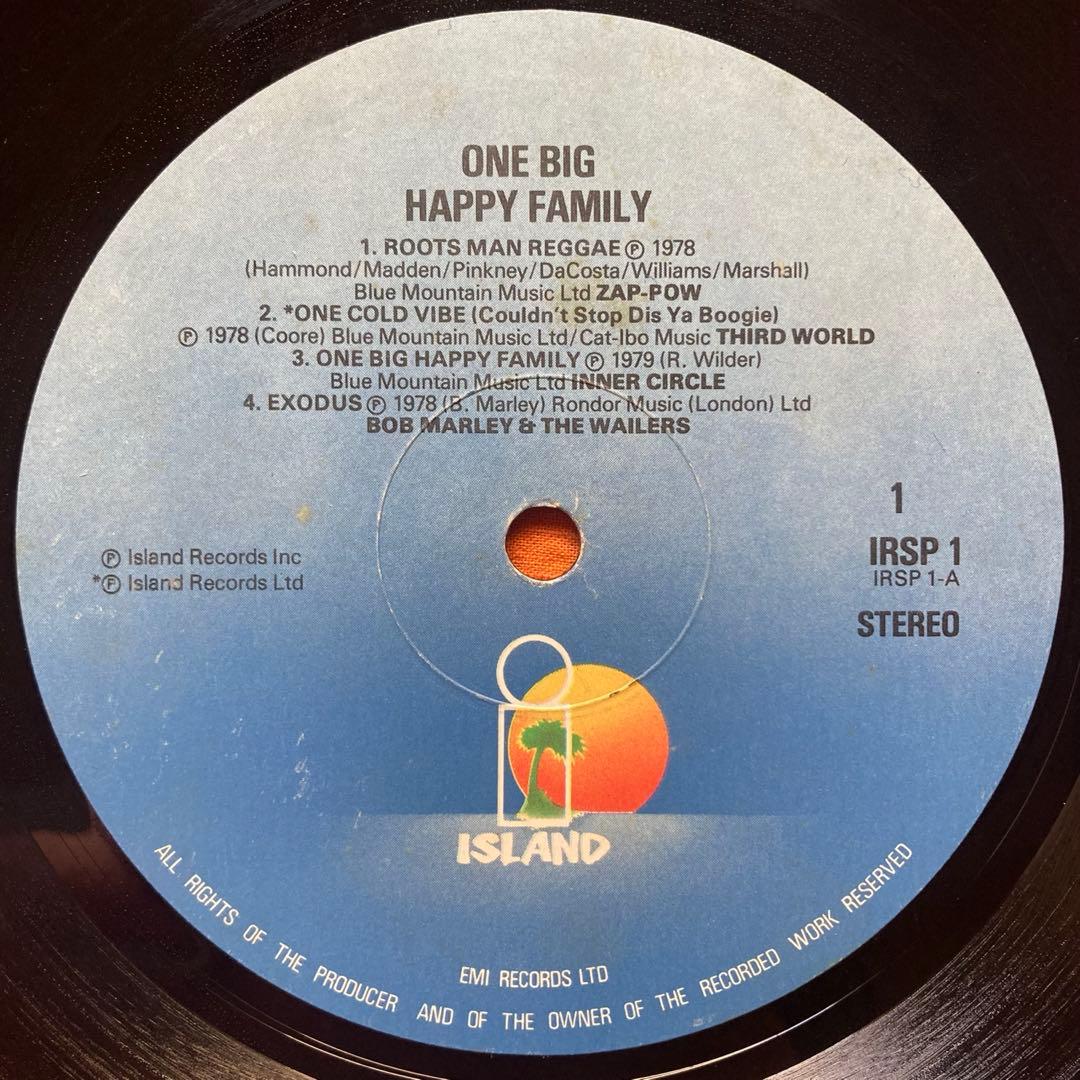 ONE BIG
HAPPY FAMILY
1. ROOTS MAN REGGAE ℗ 1978
(Hammond/Madden/Pinkney/DaCosta/Williams/Marshall)
Blue Mountain Music Ltd ZAP-POW
2. *ONE COLD VIBE (Couldn't Stop Dis Ya Boogie)
℗ 1978 (Coore) Blue Mountain Music Ltd/Cat-Ibo Music THIRD WORLD
3. ONE BIG HAPPY FAMILY ℗ 1979 (R. Wilder)
Blue Mountain Music Ltd INNER CIRCLE
4. EXODUS ℗ 1978 (B. Marley) Rondor Music (London) Ltd
BOB MARLEY & THE WAILERS
1
IRSP 1
IRSP 1-A
STEREO
℗ Island Records Inc
*℗ Island Records Ltd
ISLAND
EMI RECORDS LTD
ALL RIGHTS OF THE PRODUCER AND OF THE OWNER OF THE RECORDED WORK RESERVED